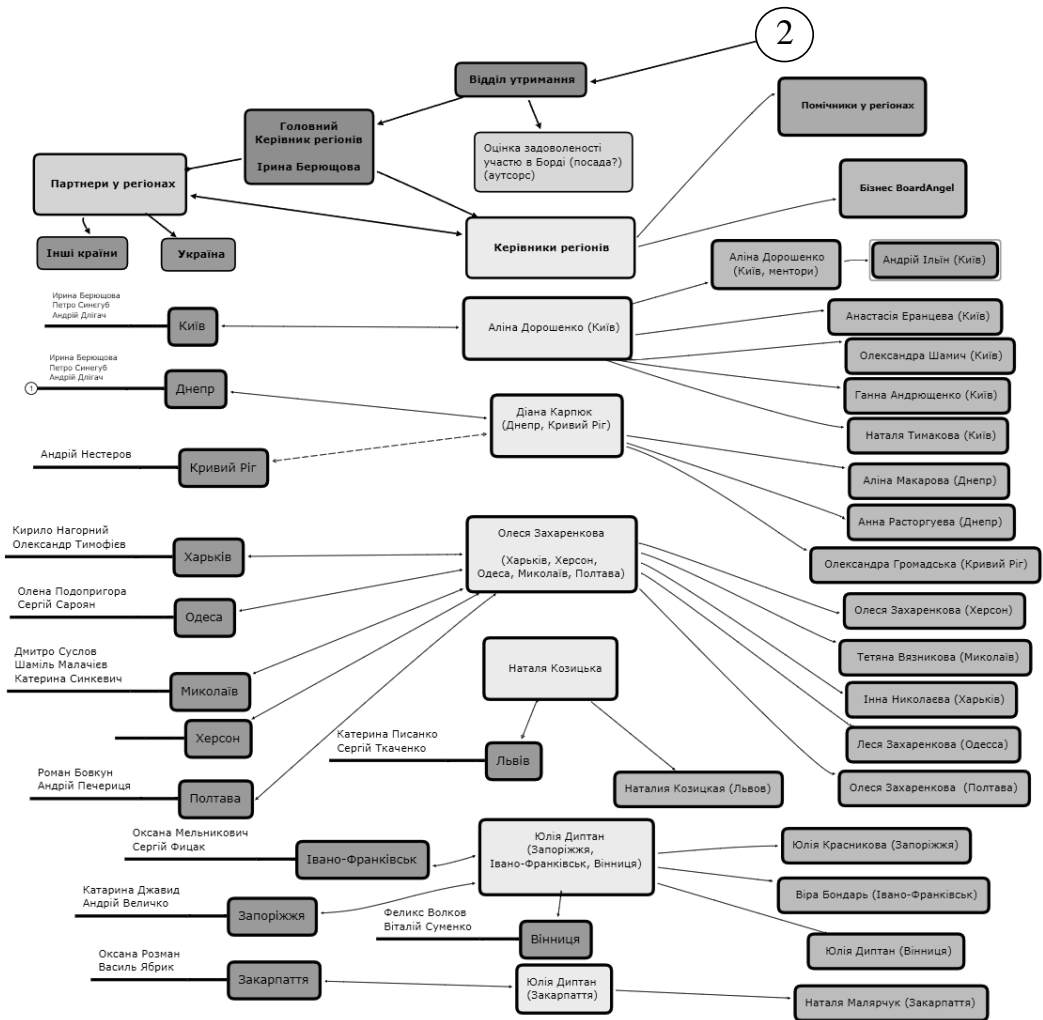 2
Відділ утримання
Помічники у регіонах
Головний
Керівник регіонів
Ірина Берющова
Оцінка задоволеності
участю в Борді (посада?)
(аутсорс)
Партнери у регіонах
Бізнес BoardAngel
Керівники регіонів
Інші країни
Україна
Аліна Дорошенко
(Київ, ментори)
Андрій Ільїн (Київ)
Ирина Берющова
Петро Синєгуб
Андрій Длігач
Київ
Аліна Дорошенко (Київ)
Анастасія Еранцева (Київ)
Олександра Шамич (Київ)
Ирина Берющова
Петро Синегуб
Андрій Длігач
1
Днепр
Ганна Андрющенко (Київ)
Діана Карпюк
(Днепр, Кривий Ріг)
Наталя Тимакова (Київ)
Андрій Нестеров
Кривий Ріг
Аліна Макарова (Днепр)
Анна Расторгуева (Днепр)
Кирило Нагорний
Олександр Тимофієв
Харьків
Олеся Захаренкова
(Харьків, Херсон,
Одеса, Миколаїв, Полтава)
Олександра Громадська (Кривий Ріг)
Олена Подопригора
Сергій Сароян
Одеса
Олеся Захаренкова (Херсон)
Дмитро Суслов
Шаміль Малачієв
Катерина Синкевич
Миколаїв
Наталя Козицька
Тетяна Вязникова (Миколаїв)
Інна Николаєва (Харьків)
Херсон
Катерина Писанко
Сергій Ткаченко
Львів
Леся Захаренкова (Одесса)
Роман Бовкун
Андрій Печериця
Полтава
Наталия Козицкая (Львов)
Олеся Захаренкова (Полтава)
Оксана Мельникович
Сергій Фицак
Івано-Франківськ
Юлія Диптан
(Запоріжжя,
Івано-Франківськ, Вінниця)
Юлія Красникова (Запоріжжя)
Катарина Джавид
Андрій Величко
Запоріжжя
Віра Бондарь (Івано-Франківськ)
Феликс Волков
Віталій Суменко
Вінниця
Юлія Диптан (Вінниця)
Оксана Розман
Василь Ябрик
Закарпаття
Юлія Диптан
(Закарпаття)
Наталя Малярчук (Закарпаття)